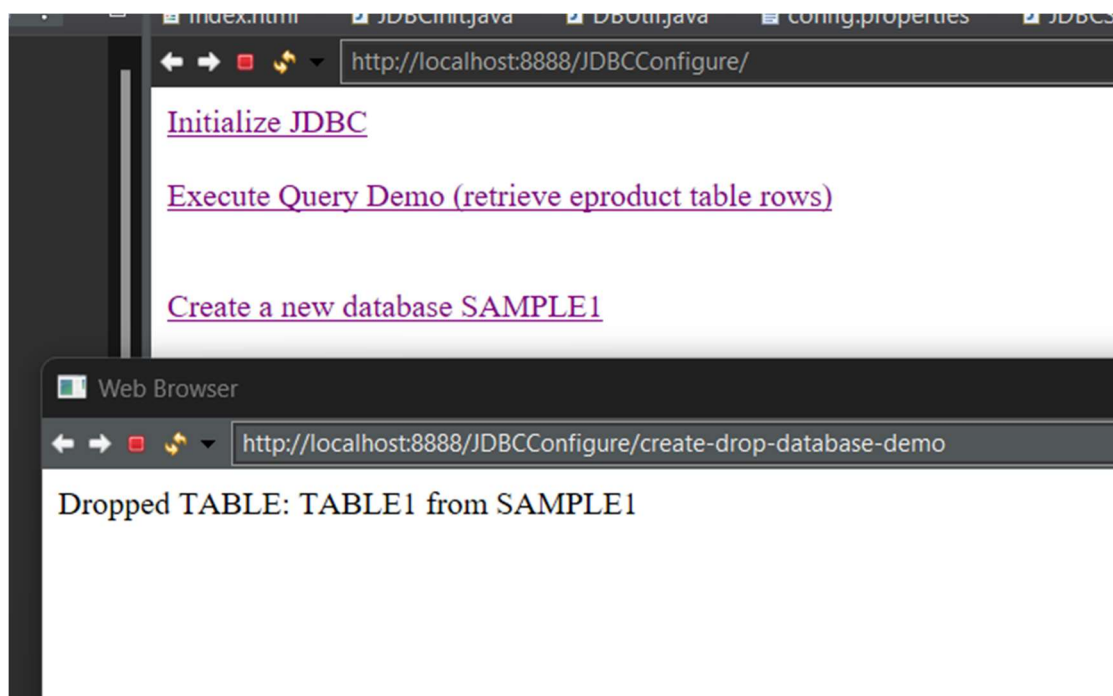 index.html JDBCInit.java DBUtil.java config.properties
http://localhost:8888/JDBCConfigure/
Initialize JDBC
Execute Query Demo (retrieve eproduct table rows)
Create a new database SAMPLE1
Web Browser
http://localhost:8888/JDBCConfigure/create-drop-database-demo
Dropped TABLE: TABLE1 from SAMPLE1